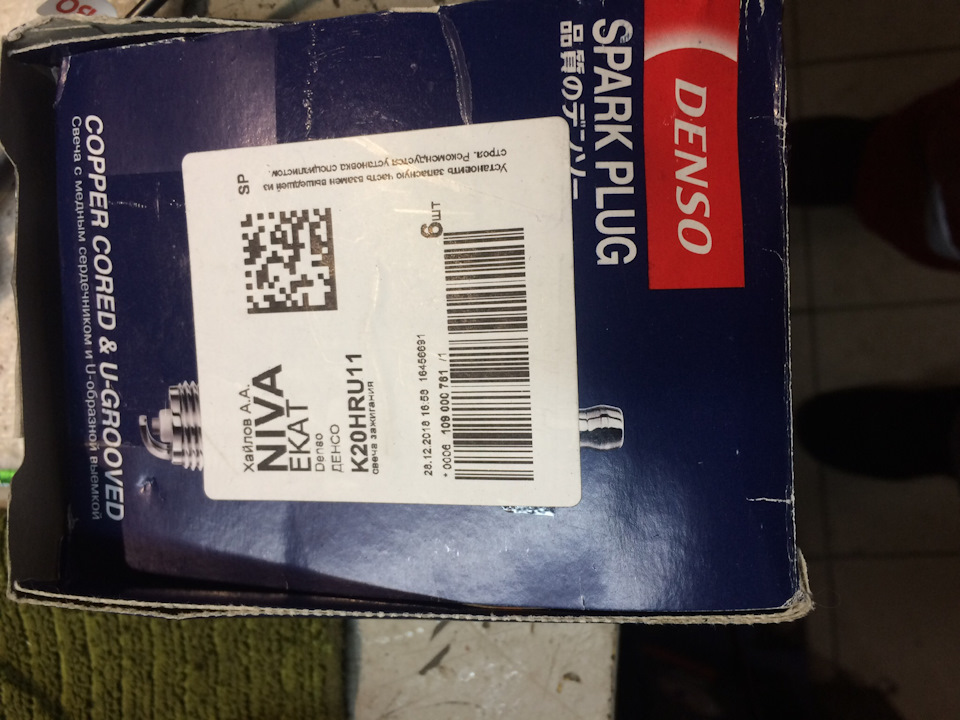 DENSO
SPARK PLUG
品質のデンソー
Установить запасную часть взамен вышедшей из
строя. Рекомендуется установка специалистом.
SP
6шт
Хайлов А.А.
NIVA
EKAT
Denso
ДЕНСО
K20HRU11
свеча зажигания
28.12.2018 16:58 16456691
*0006 109 000 761 /1
COPPER CORED & U-GROOVED
Свеча с медным сердечником и U-образной выемкой